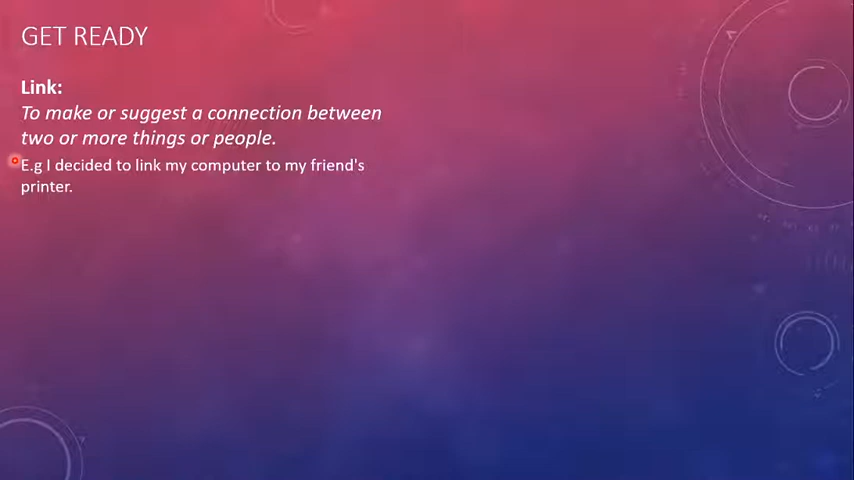 GET READY
Link:
To make or suggest a connection between
two or more things or people.
E.g I decided to link my computer to my friend's
printer.